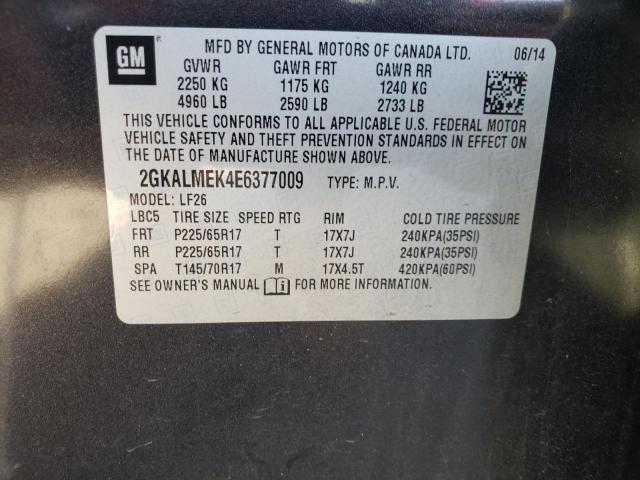 GM
MFD BY GENERAL MOTORS OF CANADA LTD. 06/14
GVWR GAWR FRT GAWR RR
2250 KG 1175 KG 1240 KG
4960 LB 2590 LB 2733 LB
THIS VEHICLE CONFORMS TO ALL APPLICABLE U.S. FEDERAL MOTOR
VEHICLE SAFETY AND THEFT PREVENTION STANDARDS IN EFFECT ON
THE DATE OF MANUFACTURE SHOWN ABOVE.
2GKALMEK4E6377009 TYPE: M.P.V.
MODEL: LF26
LBC5 TIRE SIZE SPEED RTG RIM COLD TIRE PRESSURE
FRT P225/65R17 T 17X7J 240KPA(35PSI)
RR P225/65R17 T 17X7J 240KPA(35PSI)
SPA T145/70R17 M 17X4.5T 420KPA(60PSI)
SEE OWNER'S MANUAL FOR MORE INFORMATION.